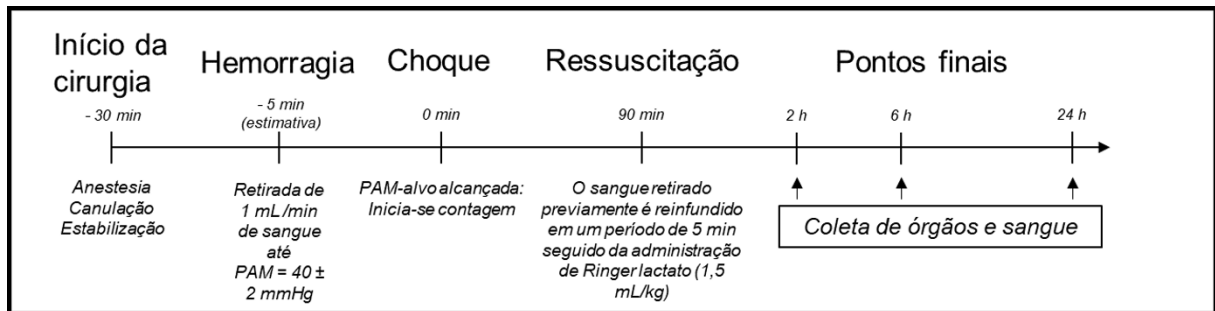 Início da
cirurgia
Hemorragia
Choque
Ressuscitação
Pontos finais
- 30 min
- 5 min
(estimativa)
0 min
90 min
2 h
6 h
24 h
Anestesia
Canulação
Estabilização
Retirada de
1 mL /min
de sangue
até
PAM = 40 ±
2 mmHg
PAM-alvo alcançada:
Inicia-se contagem
O sangue retirado
previamente é reinfundido
em um período de 5 min
seguido da administração
de Ringer lactato (1,5
mL/kg)
Coleta de órgãos e sangue